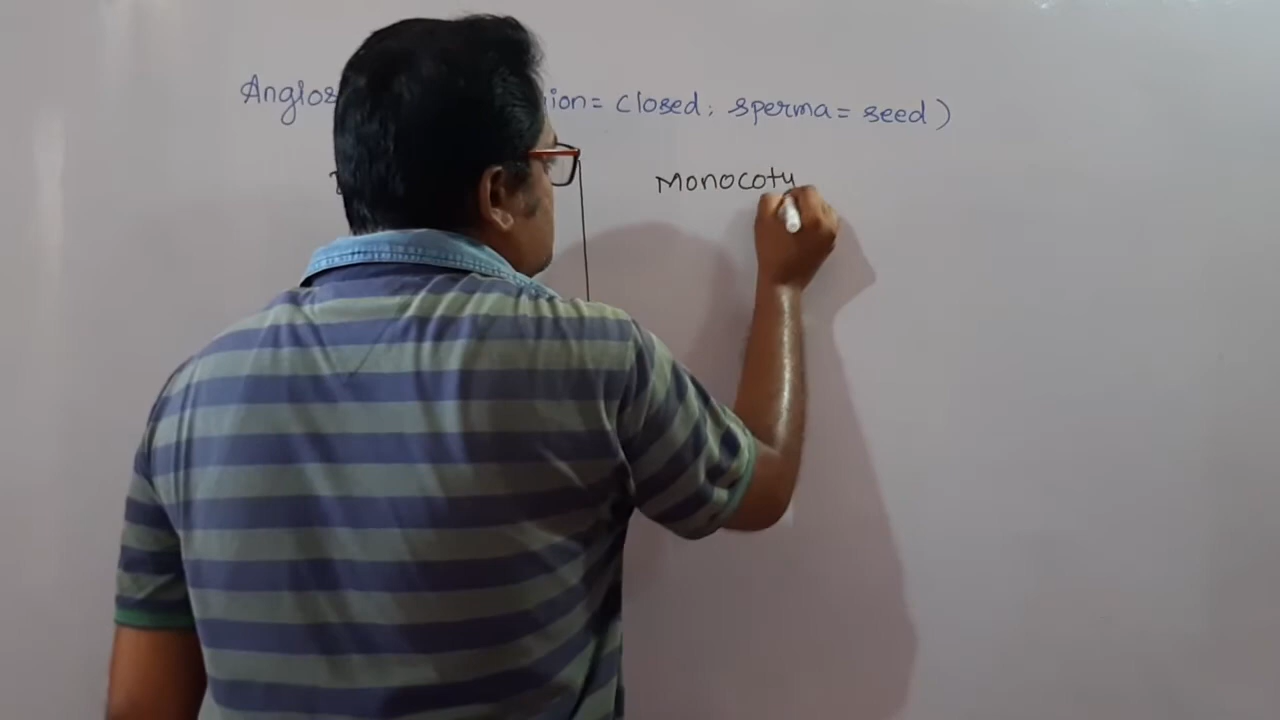 Angios ion= closed; sperma= seed)
Monocoty